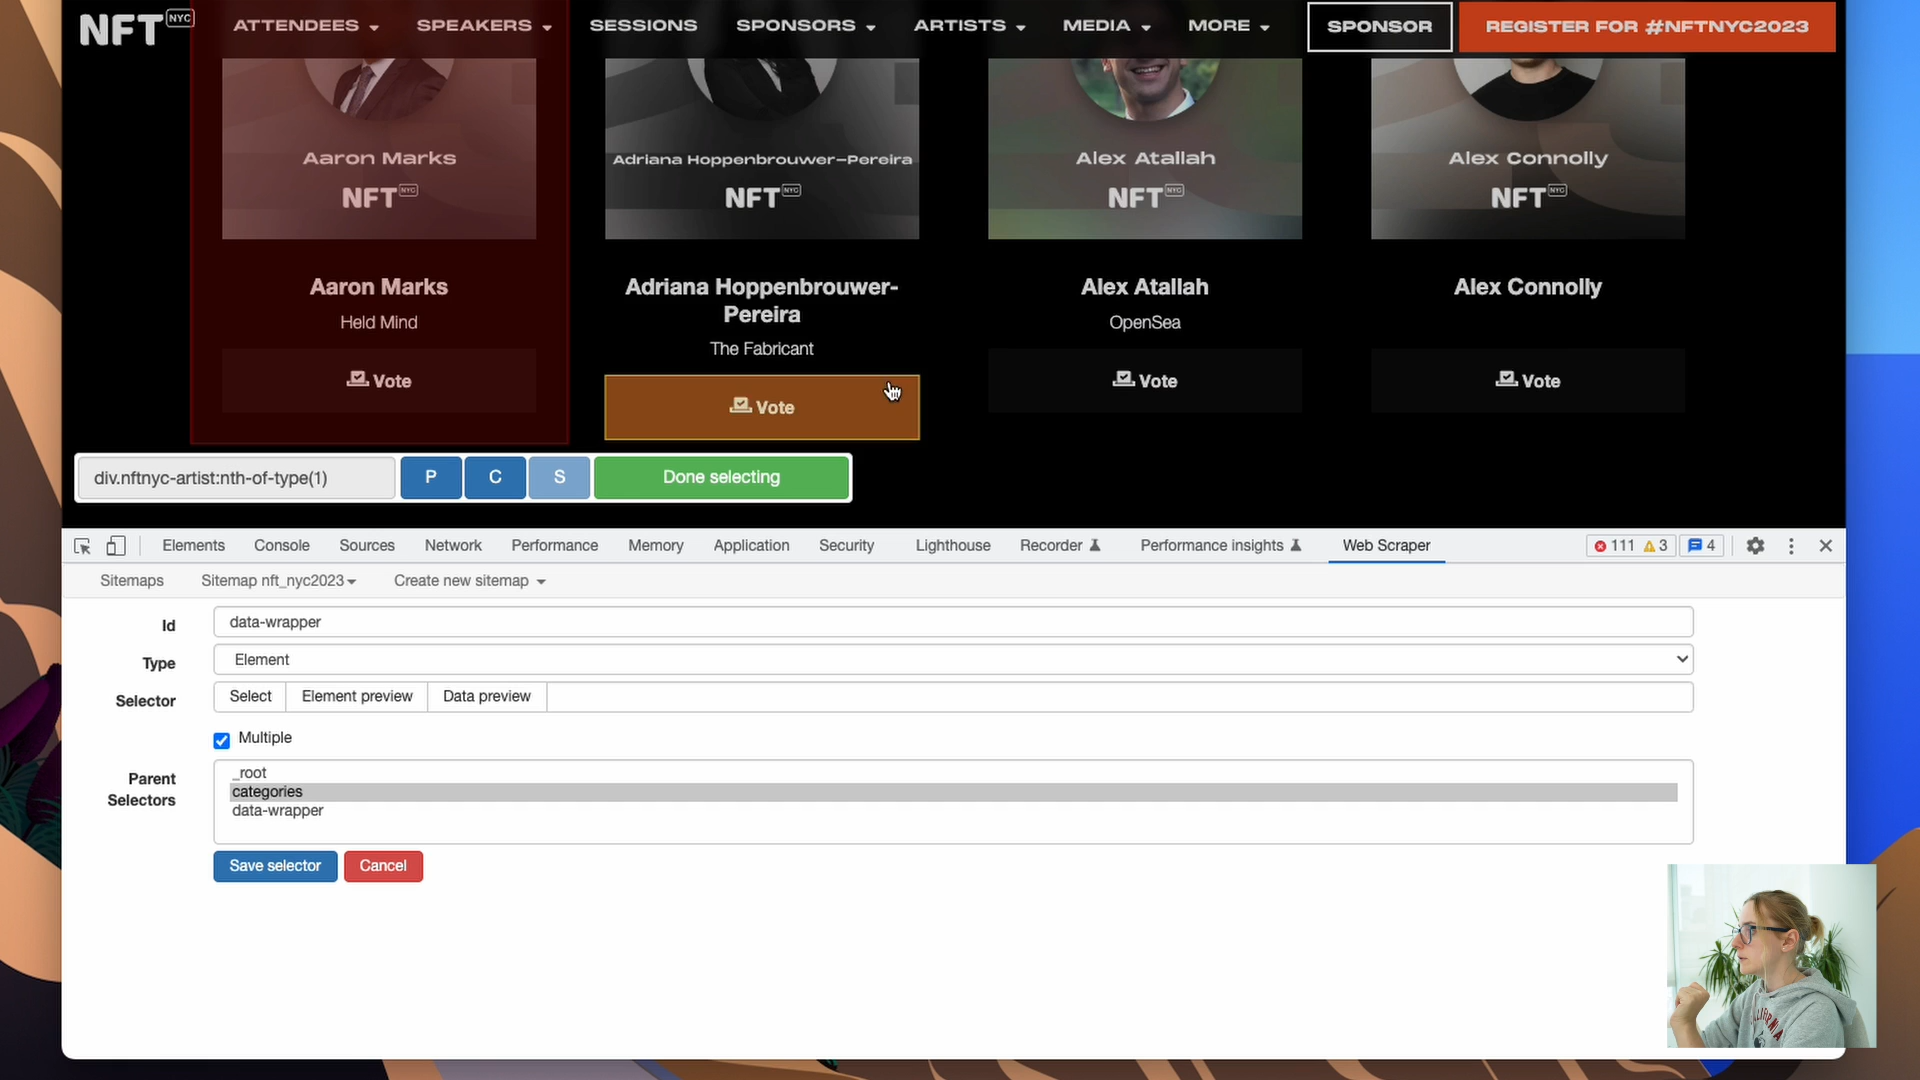 NFT NYC ATTENDEES SPEAKERS SESSIONS SPONSORS ARTISTS MEDIA MORE SPONSOR REGISTER FOR #NFTNYC2023
Aaron Marks Adriana Hoppenbrouwer-Pereira Alex Atallah Alex Connolly
NFT NYC NFT NYC NFT NYC NFT NYC
Aaron Marks Adriana Hoppenbrouwer- Alex Atallah Alex Connolly
Pereira
Held Mind OpenSea
The Fabricant
Vote Vote Vote
Vote
div.nftnyc-artist:nth-of-type(1) P C S Done selecting
Elements Console Sources Network Performance Memory Application Security Lighthouse Recorder Performance insights Web Scraper 111 3 4
Sitemaps Sitemap nft_nyc2023 Create new sitemap
Id data-wrapper
Type Element
Selector Select Element preview Data preview
Multiple
Parent
Selectors
_root
categories
data-wrapper
Save selector Cancel
CALIFORNIA